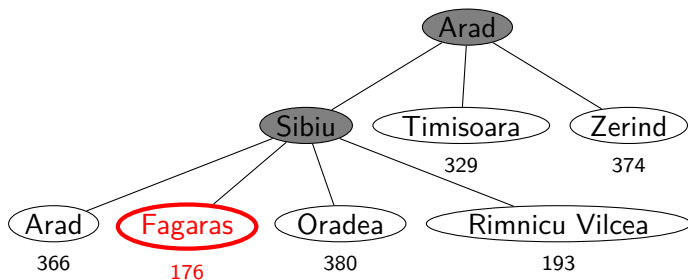 Arad
Sibiu Timisoara Zerind
329 374
Arad Fagaras Oradea Rimnicu Vilcea
366 176 380 193